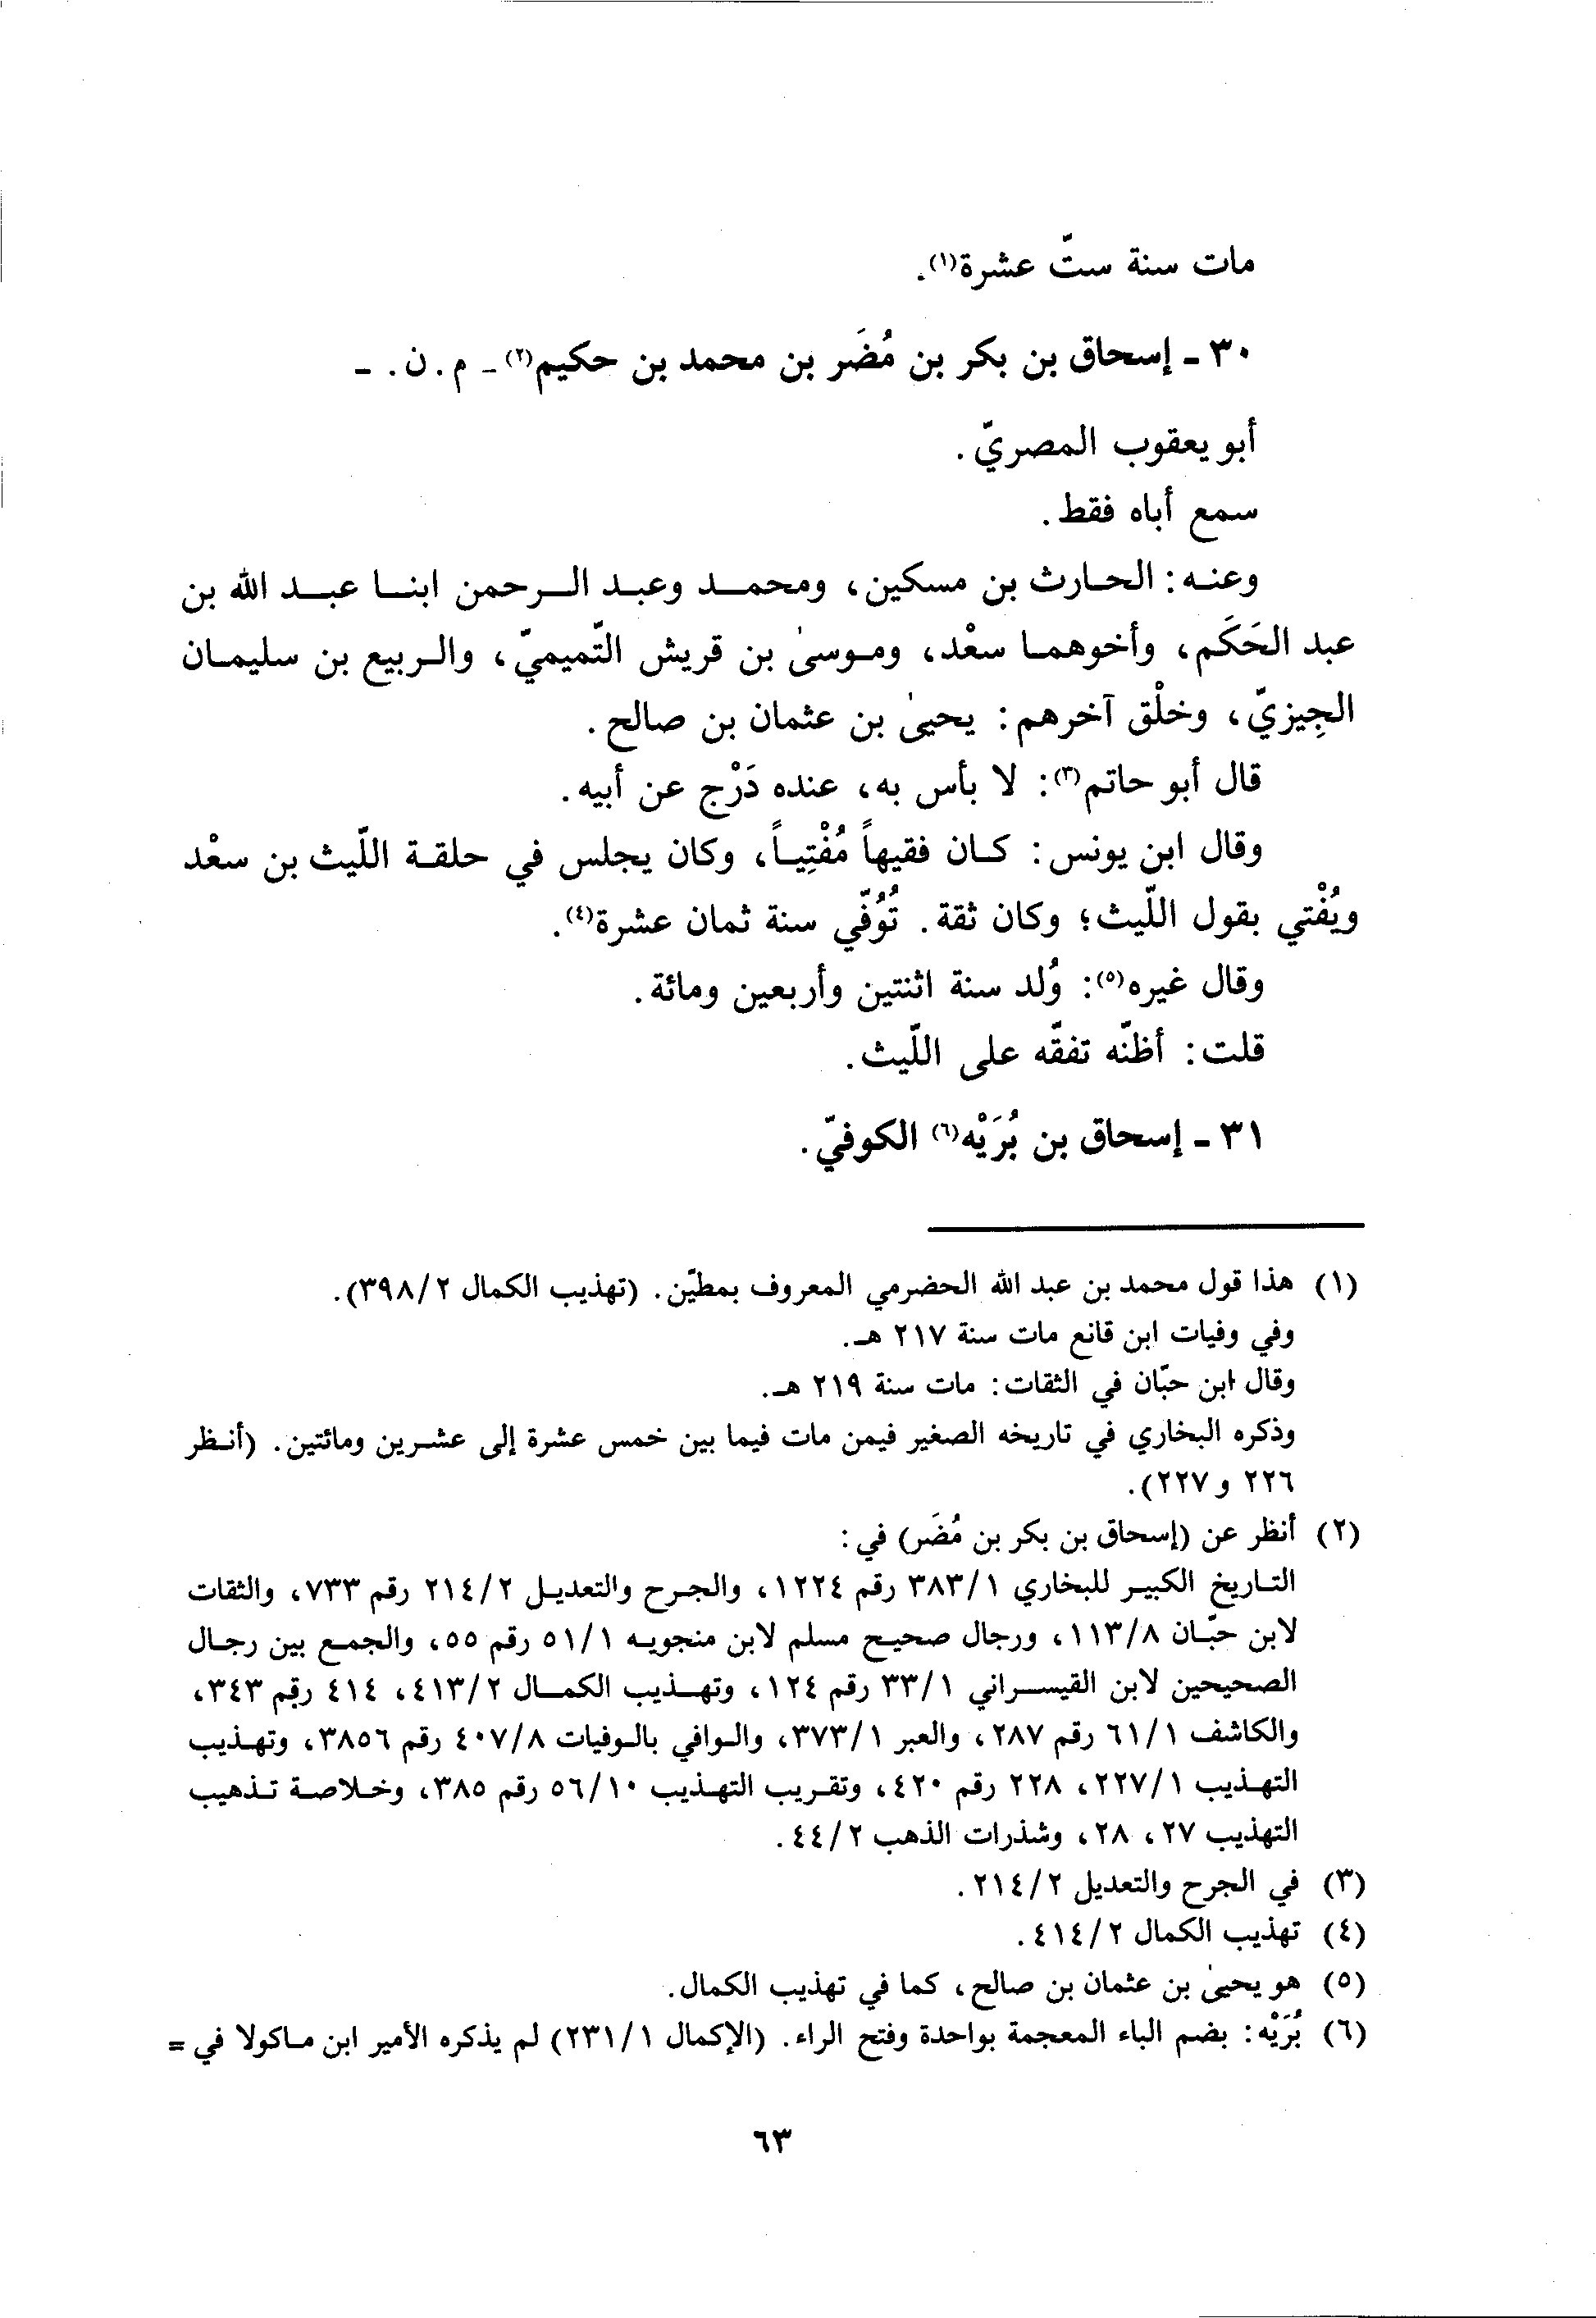 مات سنة ستّ عشرة(١).
٣٠ - إسحاق بن بكر بن مُضَر بن محمد بن حكيم(٢) - م . ن . -
أبو يعقوب المصريّ .
سمع أباه فقط .
وعنه : الحارث بن مسكين ، ومحمد وعبد الرحمن ابنا عبد الله بن
عبد الحَكَم ، وأخوهما سعْد ، وموسىٰ بن قريش التّميميّ ، والربيع بن سليمان
الجِيزيّ ، وخلْق آخرهم : يحيىٰ بن عثمان بن صالح .
قال أبو حاتم(٣) : لا بأس به ، عنده دَرْج عن أبيه .
وقال ابن يونس : كان فقيهاً مُفْتِياً ، وكان يجلس في حلقة اللّيث بن سعْد
ويُفْتي بقول اللّيث ؛ وكان ثقة . تُوُفّي سنة ثمان عشرة(٤) .
وقال غيره(٥) : وُلد سنة اثنتين وأربعين ومائة .
قلت : أظنّه تفقّه على اللّيث .
٣١ - إسحاق بن بُرَيْه(٦) الكوفيّ .
(١) هذا قول محمد بن عبد الله الحضرمي المعروف بمطيّن . (تهذيب الكمال ٢/٣٩٨) .
وفي وفيات ابن قانع مات سنة ٢١٧ هـ .
وقال ابن حبّان في الثقات : مات سنة ٢١٩ هـ .
وذكره البخاري في تاريخه الصغير فيمن مات فيما بين خمس عشرة إلى عشرين ومائتين . (أنظر
٢٢٦ و ٢٢٧) .
(٢) أنظر عن (إسحاق بن بكر بن مُضَر) في :
التاريخ الكبير للبخاري ١/٣٨٣ رقم ١٢٢٤ ، والجرح والتعديل ٢/٢١٤ رقم ٧٣٣ ، والثقات
لابن حبّان ٨/١١٣ ، ورجال صحيح مسلم لابن منجويه ١/٥١ رقم ٥٥ ، والجمع بين رجال
الصحيحين لابن القيسراني ١/٣٣ رقم ١٢٤ ، وتهذيب الكمال ٢/٤١٣ ، ٤١٤ رقم ٣٤٣ ،
والكاشف ١/٦١ رقم ٢٨٧ ، والعبر ١/٣٧٣ ، والوافي بالوفيات ٨/٤٠٧ رقم ٣٨٥٦ ، وتهذيب
التهذيب ١/٢٢٧ ، ٢٢٨ رقم ٤٢٠ ، وتقريب التهذيب ١٠/٥٦ رقم ٣٨٥ ، وخلاصة تذهيب
التهذيب ٢٧ ، ٢٨ ، وشذرات الذهب ٢/٤٤ .
(٣) في الجرح والتعديل ٢/٢١٤ .
(٤) تهذيب الكمال ٢/٤١٤ .
(٥) هو يحيىٰ بن عثمان بن صالح ، كما في تهذيب الكمال .
(٦) بُرَيْه : بضم الباء المعجمة بواحدة وفتح الراء . (الإكمال ١/٢٣١) لم يذكره الأمير ابن ماكولا في =
٦٣